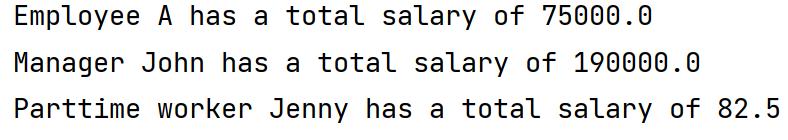 Employee A has a total salary of 75000.0
Manager John has a total salary of 190000.0
Parttime worker Jenny has a total salary of 82.5